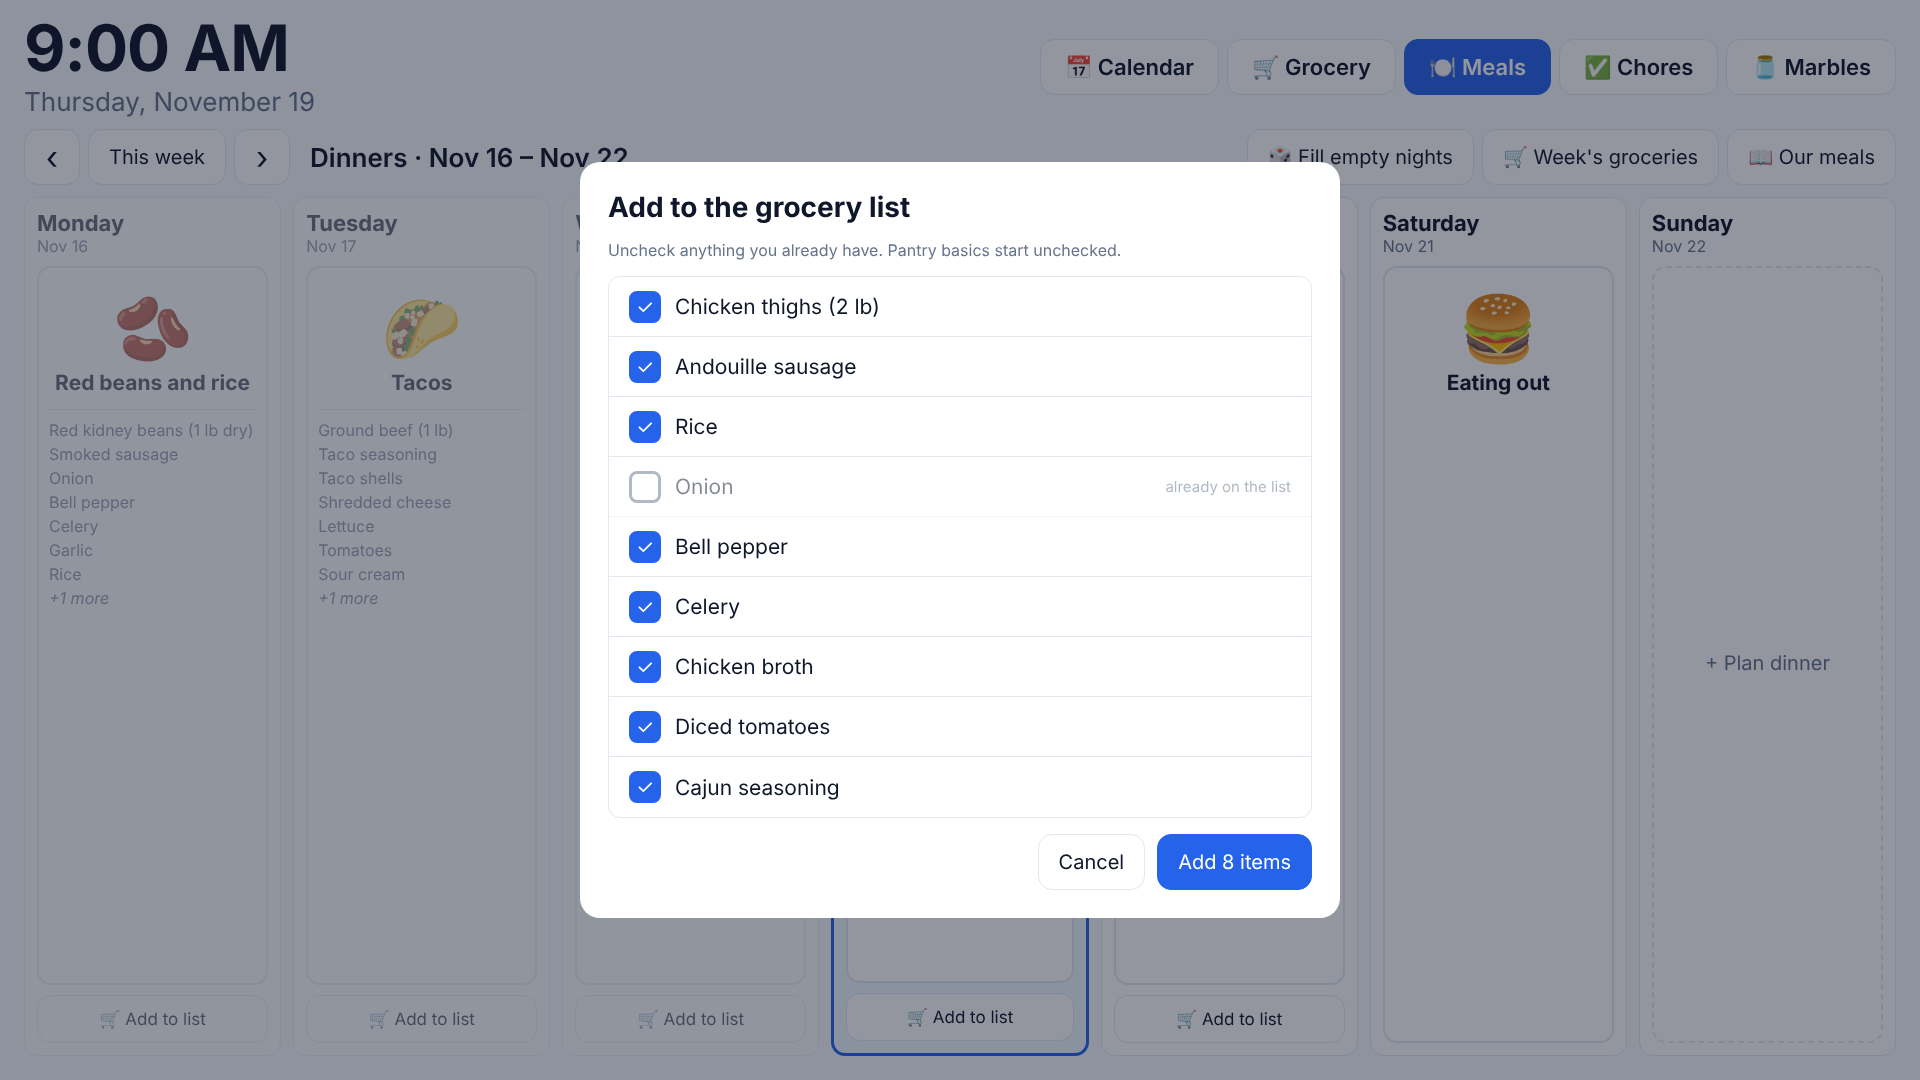 9:00 AM
Thursday, November 19
Calendar
Grocery
Meals
Chores
Marbles
This week
Dinners · Nov 16 – Nov 22
Fill empty nights
Week's groceries
Our meals
Monday
Nov 16
Red beans and rice
Red kidney beans (1 lb dry)
Smoked sausage
Onion
Bell pepper
Celery
Garlic
Rice
+1 more
Add to list
Tuesday
Nov 17
Tacos
Ground beef (1 lb)
Taco seasoning
Taco shells
Shredded cheese
Lettuce
Tomatoes
Sour cream
+1 more
Add to list
Add to list
Add to the grocery list
Uncheck anything you already have. Pantry basics start unchecked.
Chicken thighs (2 lb)
Andouille sausage
Rice
Onion already on the list
Bell pepper
Celery
Chicken broth
Diced tomatoes
Cajun seasoning
Cancel
Add 8 items
Add to list
Add to list
Saturday
Nov 21
Eating out
Sunday
Nov 22
+ Plan dinner